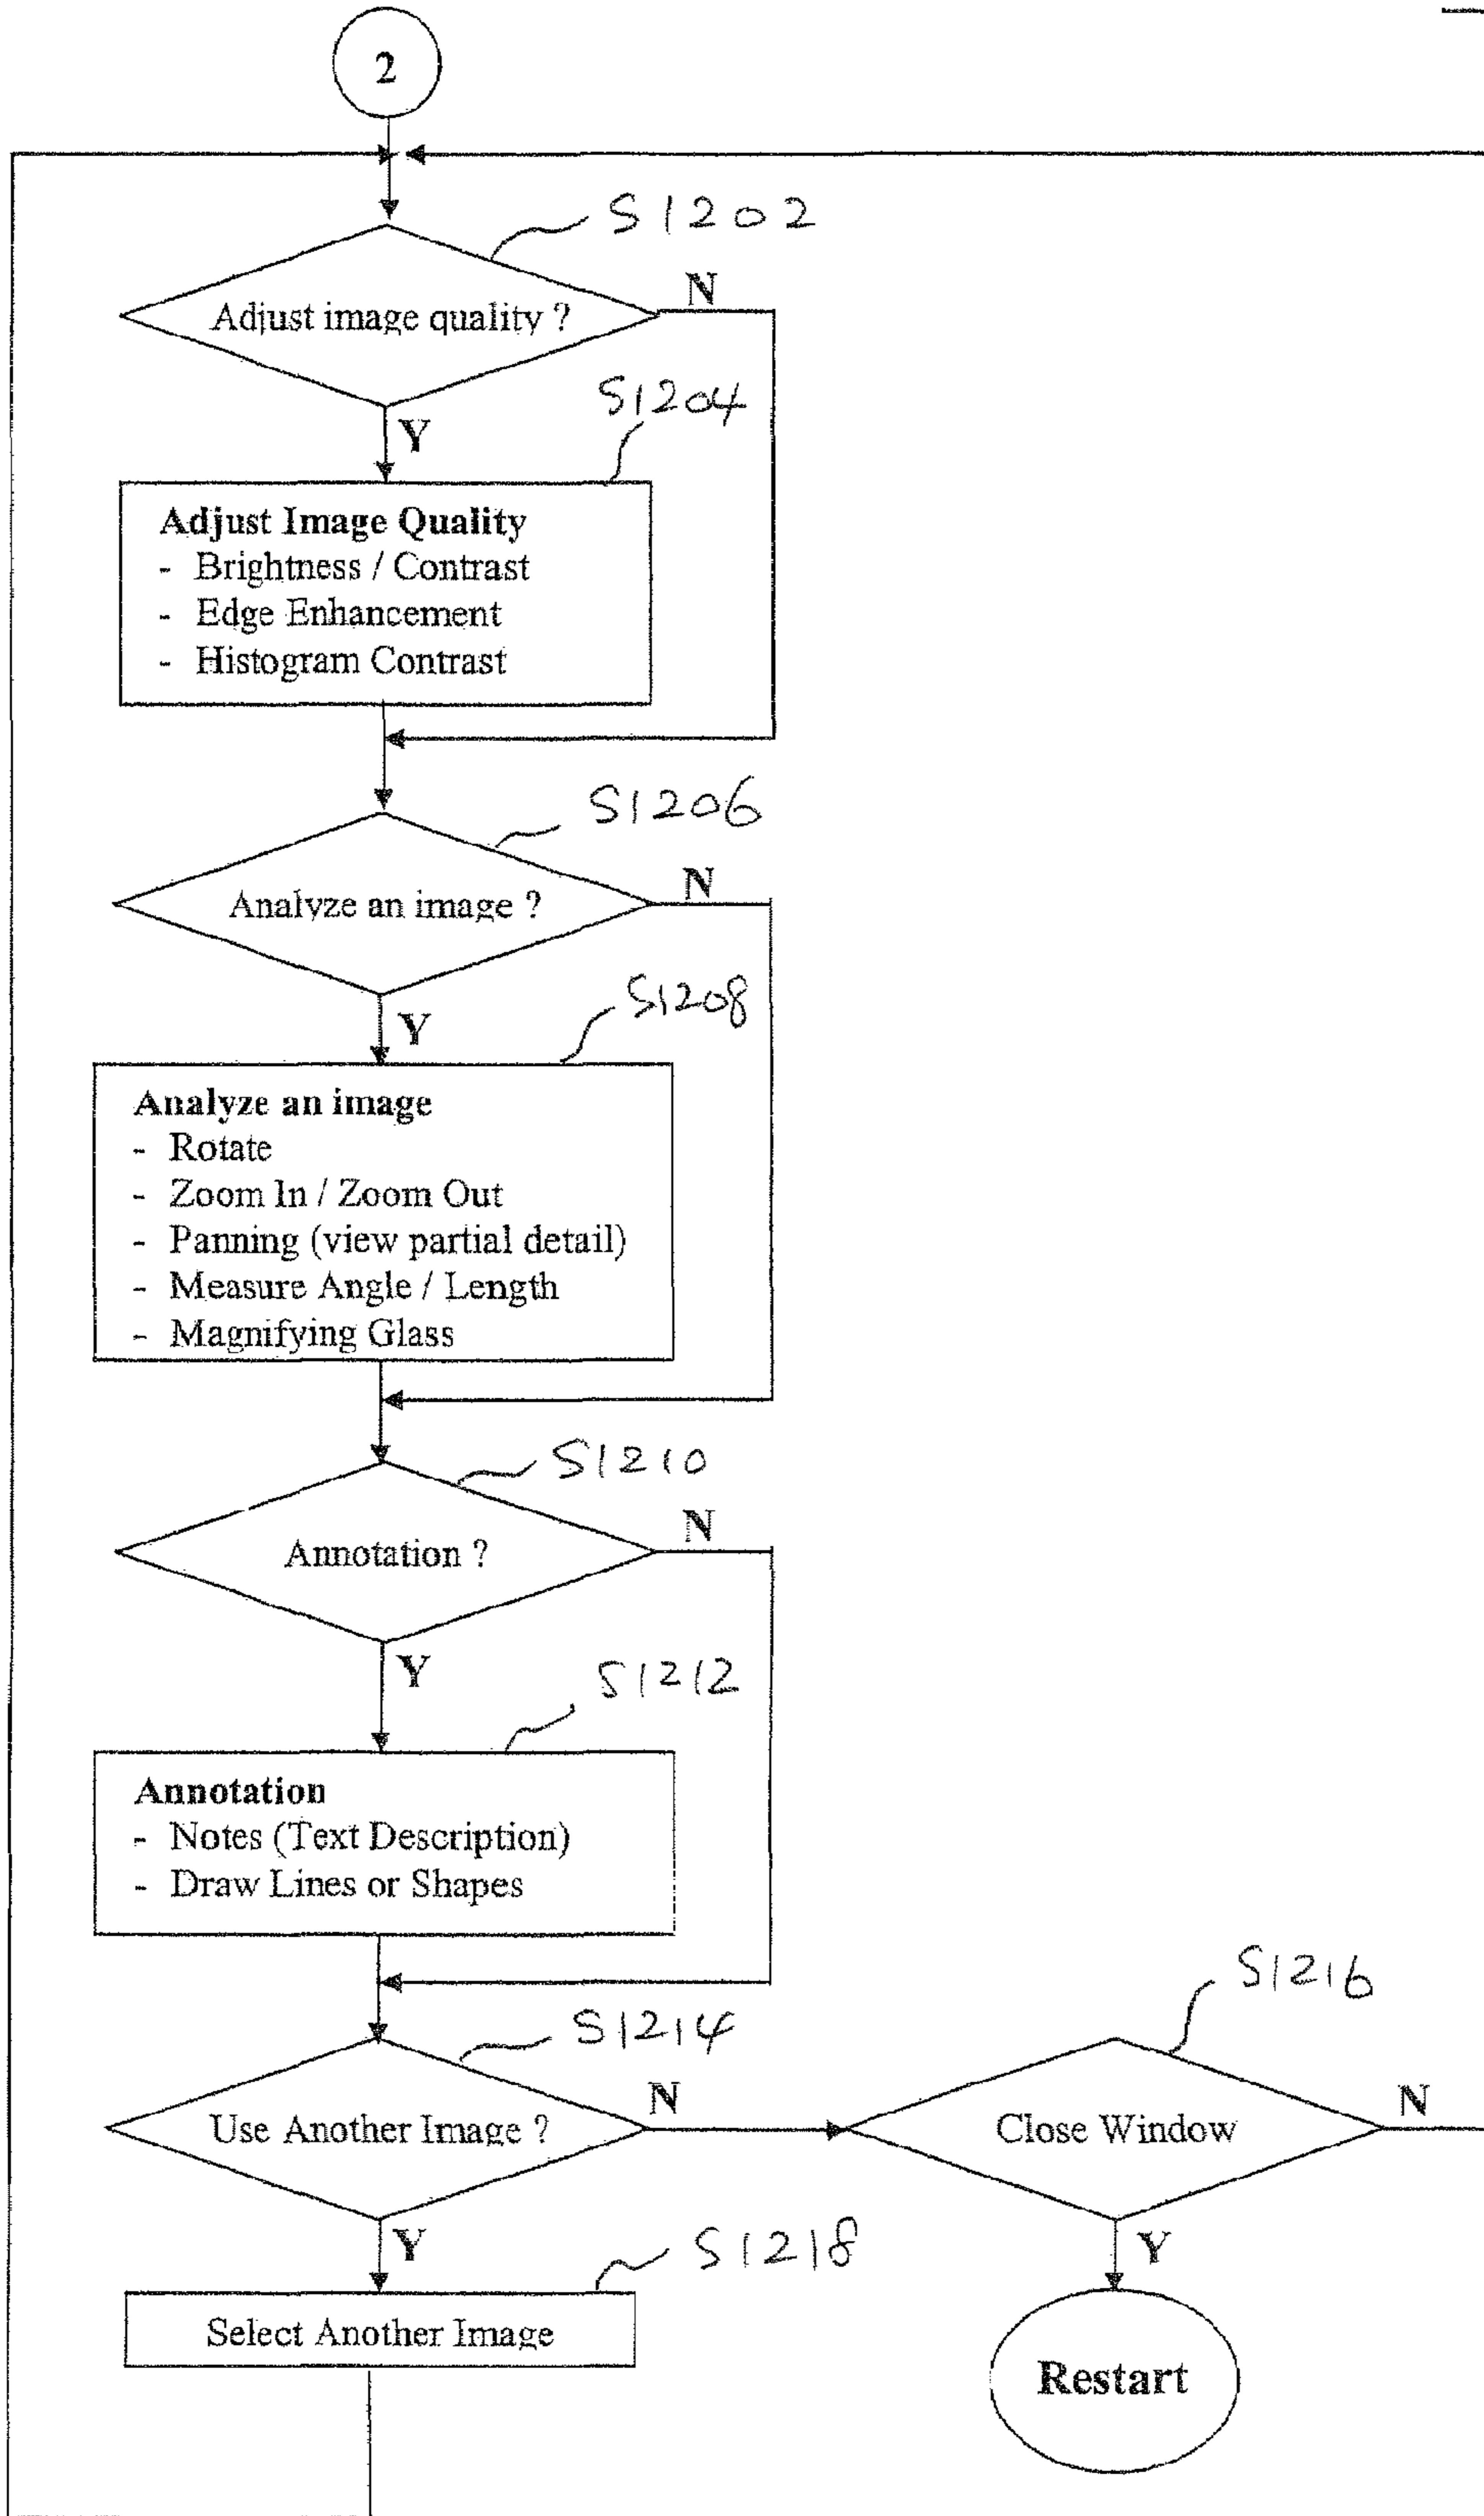 2
S1202
Adjust image quality ?
N
S1204
Y
Adjust Image Quality
- Brightness / Contrast
- Edge Enhancement
- Histogram Contrast
S1206
Analyze an image ?
N
S1208
Y
Analyze an image
- Rotate
- Zoom In / Zoom Out
- Panning (view partial detail)
- Measure Angle / Length
- Magnifying Glass
S1210
Annotation ?
N
Y
S1212
Annotation
- Notes (Text Description)
- Draw Lines or Shapes
S1214
S1216
Use Another Image ?
N
Close Window
N
Y
S1218
Y
Select Another Image
Restart